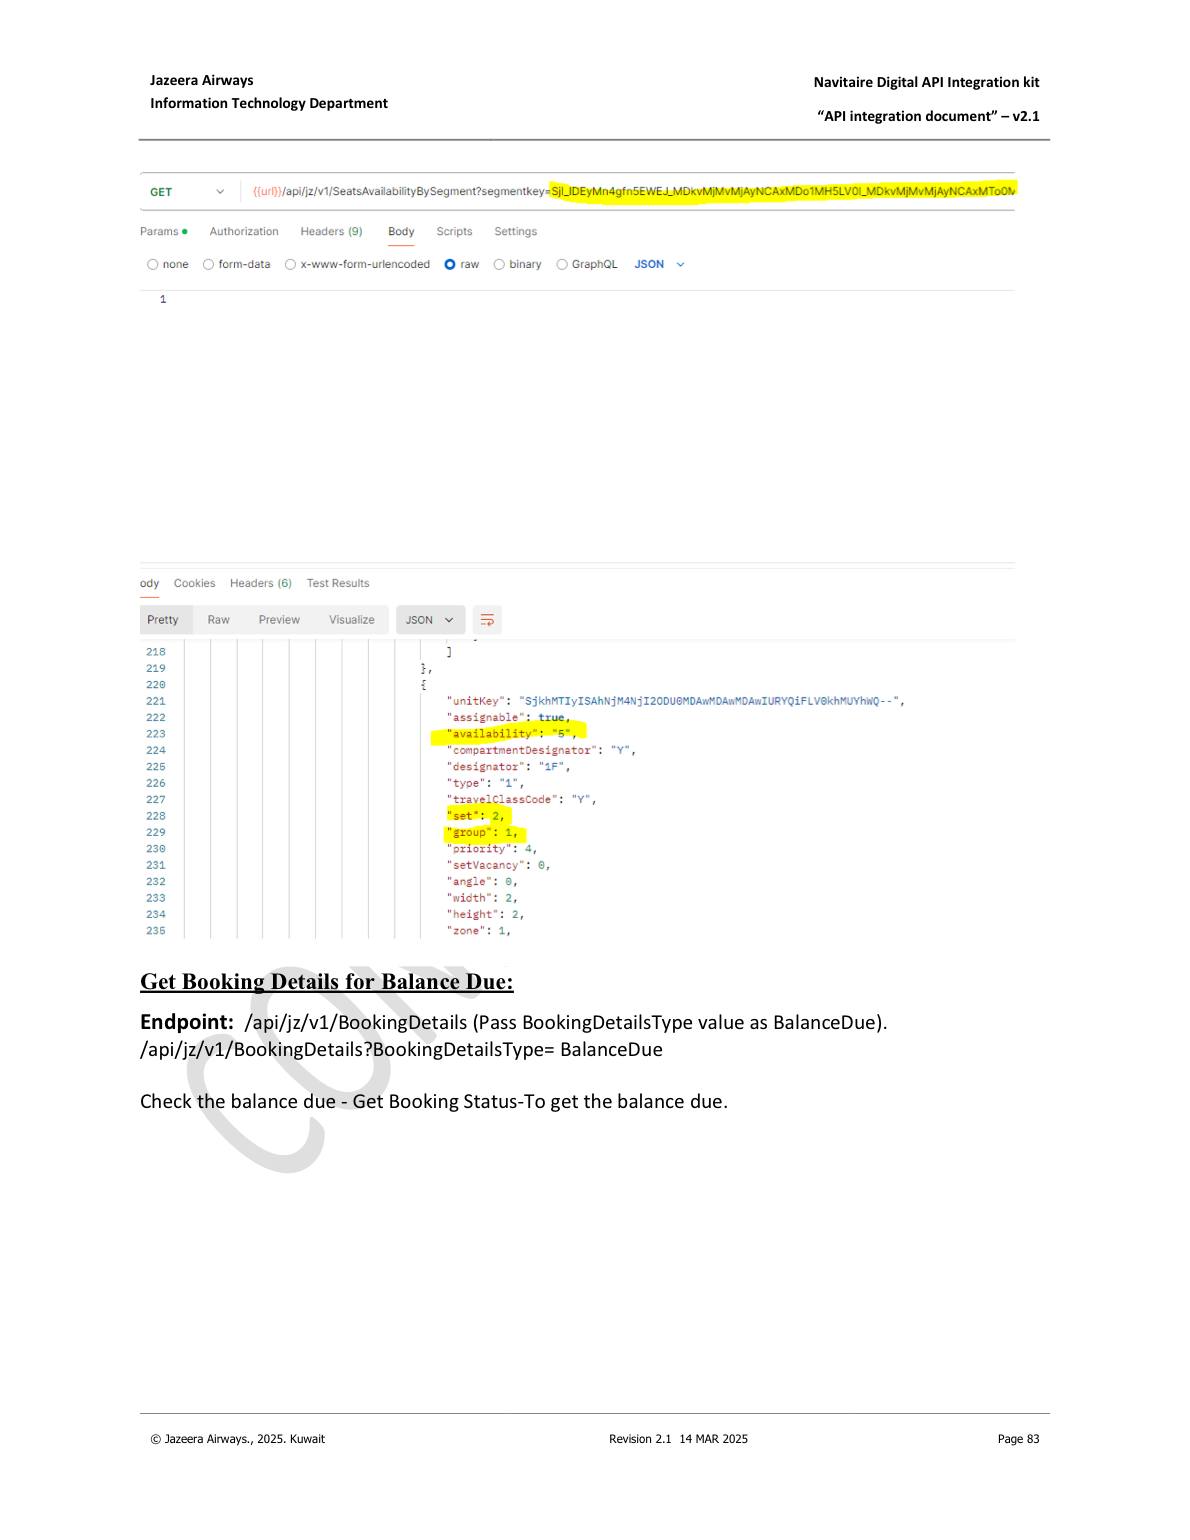 Jazeera Airways
Information Technology Department
Navitaire Digital API Integration kit
“API integration document” – v2.1
GET {{url}}/api/jz/v1/SeatsAvailabilityBySegment?segmentkey=SjI_IDEyMn4gfn5EWEJ_MDkvMjMvMjAyNCAxMDo1MH5LV0l_MDkvMjMvMjAyNCAxMTo0M
Params Authorization Headers (9) Body Scripts Settings
none form-data x-www-form-urlencoded raw binary GraphQL JSON
1
ody Cookies Headers (6) Test Results
Pretty Raw Preview Visualize JSON
218 ]
219 },
220 {
221 "unitKey": "SjkhMTIyISAhNjM4NjI2ODU0MDAwMDAwMDAwIURYQiFLV0khMUYhWQ--",
222 "assignable": true,
223 "availability": "5",
224 "compartmentDesignator": "Y",
225 "designator": "1F",
226 "type": "1",
227 "travelClassCode": "Y",
228 "set": 2,
229 "group": 1,
230 "priority": 4,
231 "setVacancy": 0,
232 "angle": 0,
233 "width": 2,
234 "height": 2,
235 "zone": 1,
Get Booking Details for Balance Due:
Endpoint: /api/jz/v1/BookingDetails (Pass BookingDetailsType value as BalanceDue).
/api/jz/v1/BookingDetails?BookingDetailsType= BalanceDue
Check the balance due - Get Booking Status-To get the balance due.
© Jazeera Airways., 2025. Kuwait
Revision 2.1 14 MAR 2025
Page 83